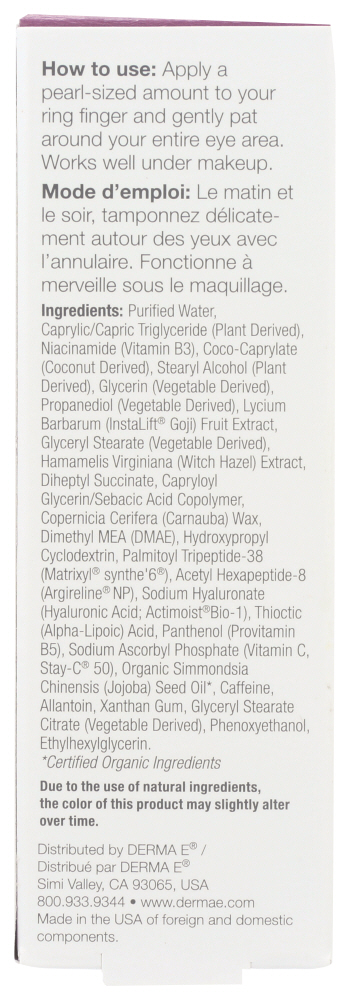 How to use: Apply a
pearl-sized amount to your
ring finger and gently pat
around your entire eye area.
Works well under makeup.
Mode d'emploi: Le matin et
le soir, tamponnez délicate-
ment autour des yeux avec
l'annulaire. Fonctionne à
merveille sous le maquillage.
Ingredients: Purified Water,
Caprylic/Capric Triglyceride (Plant Derived),
Niacinamide (Vitamin B3), Coco-Caprylate
(Coconut Derived), Stearyl Alcohol (Plant
Derived), Glycerin (Vegetable Derived),
Propanediol (Vegetable Derived), Lycium
Barbarum (InstaLift® Goji) Fruit Extract,
Glyceryl Stearate (Vegetable Derived),
Hamamelis Virginiana (Witch Hazel) Extract,
Diheptyl Succinate, Capryloyl
Glycerin/Sebacic Acid Copolymer,
Copernicia Cerifera (Carnauba) Wax,
Dimethyl MEA (DMAE), Hydroxypropyl
Cyclodextrin, Palmitoyl Tripeptide-38
(Matrixyl® synthe'6®), Acetyl Hexapeptide-8
(Argireline® NP), Sodium Hyaluronate
(Hyaluronic Acid; Actimoist®Bio-1), Thioctic
(Alpha-Lipoic) Acid, Panthenol (Provitamin
B5), Sodium Ascorbyl Phosphate (Vitamin C,
Stay-C® 50), Organic Simmondsia
Chinensis (Jojoba) Seed Oil*, Caffeine,
Allantoin, Xanthan Gum, Glyceryl Stearate
Citrate (Vegetable Derived), Phenoxyethanol,
Ethylhexylglycerin.
*Certified Organic Ingredients
Due to the use of natural ingredients,
the color of this product may slightly alter
over time.
Distributed by DERMA E® /
Distribué par DERMA E®
Simi Valley, CA 93065, USA
800.933.9344 • www.dermae.com
Made in the USA of foreign and domestic
components.